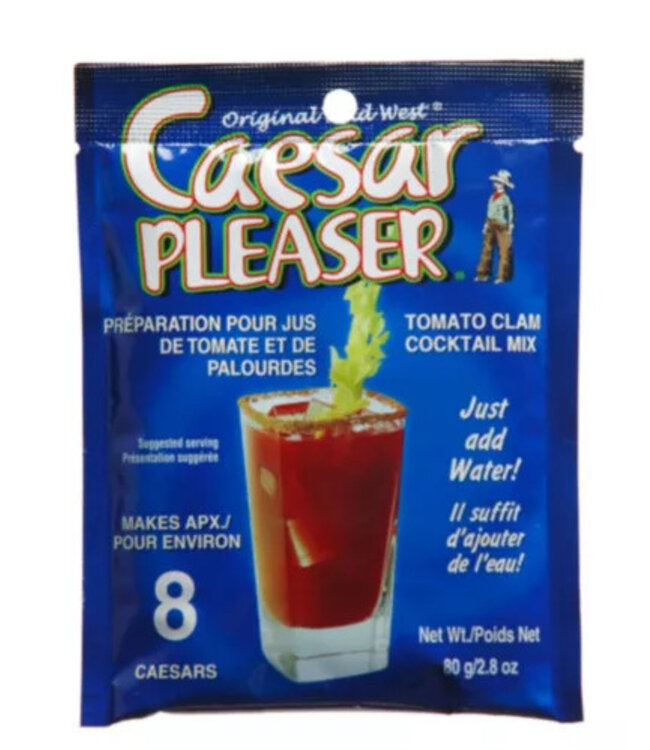 Original West®
Caesar
PLEASER
PRÉPARATION POUR JUS
DE TOMATE ET DE
PALOURDES
TOMATO CLAM
COCKTAIL MIX
Just
add
Water!
Suggested serving
Présentation suggérée
Il suffit
d'ajouter
de l'eau!
MAKES APX./
POUR ENVIRON
8
CAESARS
Net Wt./Poids Net
80 g/2.8 oz